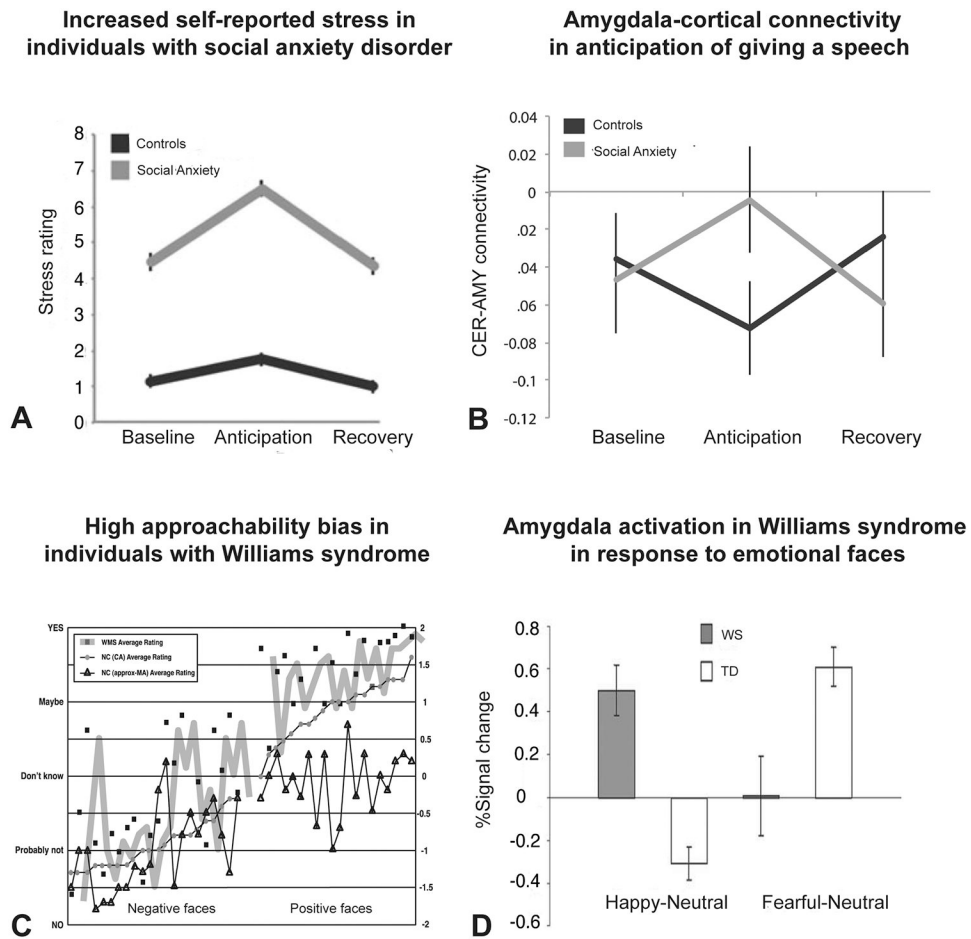 Increased self-reported stress in
individuals with social anxiety disorder
8
7
6
5
4
3
2
1
0
Stress rating
Controls
Social Anxiety
Baseline Anticipation Recovery
A
Amygdala-cortical connectivity
in anticipation of giving a speech
0.04
0.02
0
.04
.06
-0.08
-0.1
-0.12
CER-AMY connectivity
Controls
Social Anxiety
Baseline Anticipation Recovery
B
High approachability bias in
individuals with Williams syndrome
YES
Maybe
Don't know
Probably not
NO
WMS Average Rating
NC (CA) Average Rating
NC (approx-MA) Average Rating
2
1.5
1
0.5
0
-0.5
-1
-1.5
-2
Negative faces Positive faces
C
Amygdala activation in Williams syndrome
in response to emotional faces
0.8
0.6
0.4
0.2
0
-0.2
-0.4
-0.6
%Signal change
WS
TD
Happy-Neutral Fearful-Neutral
D